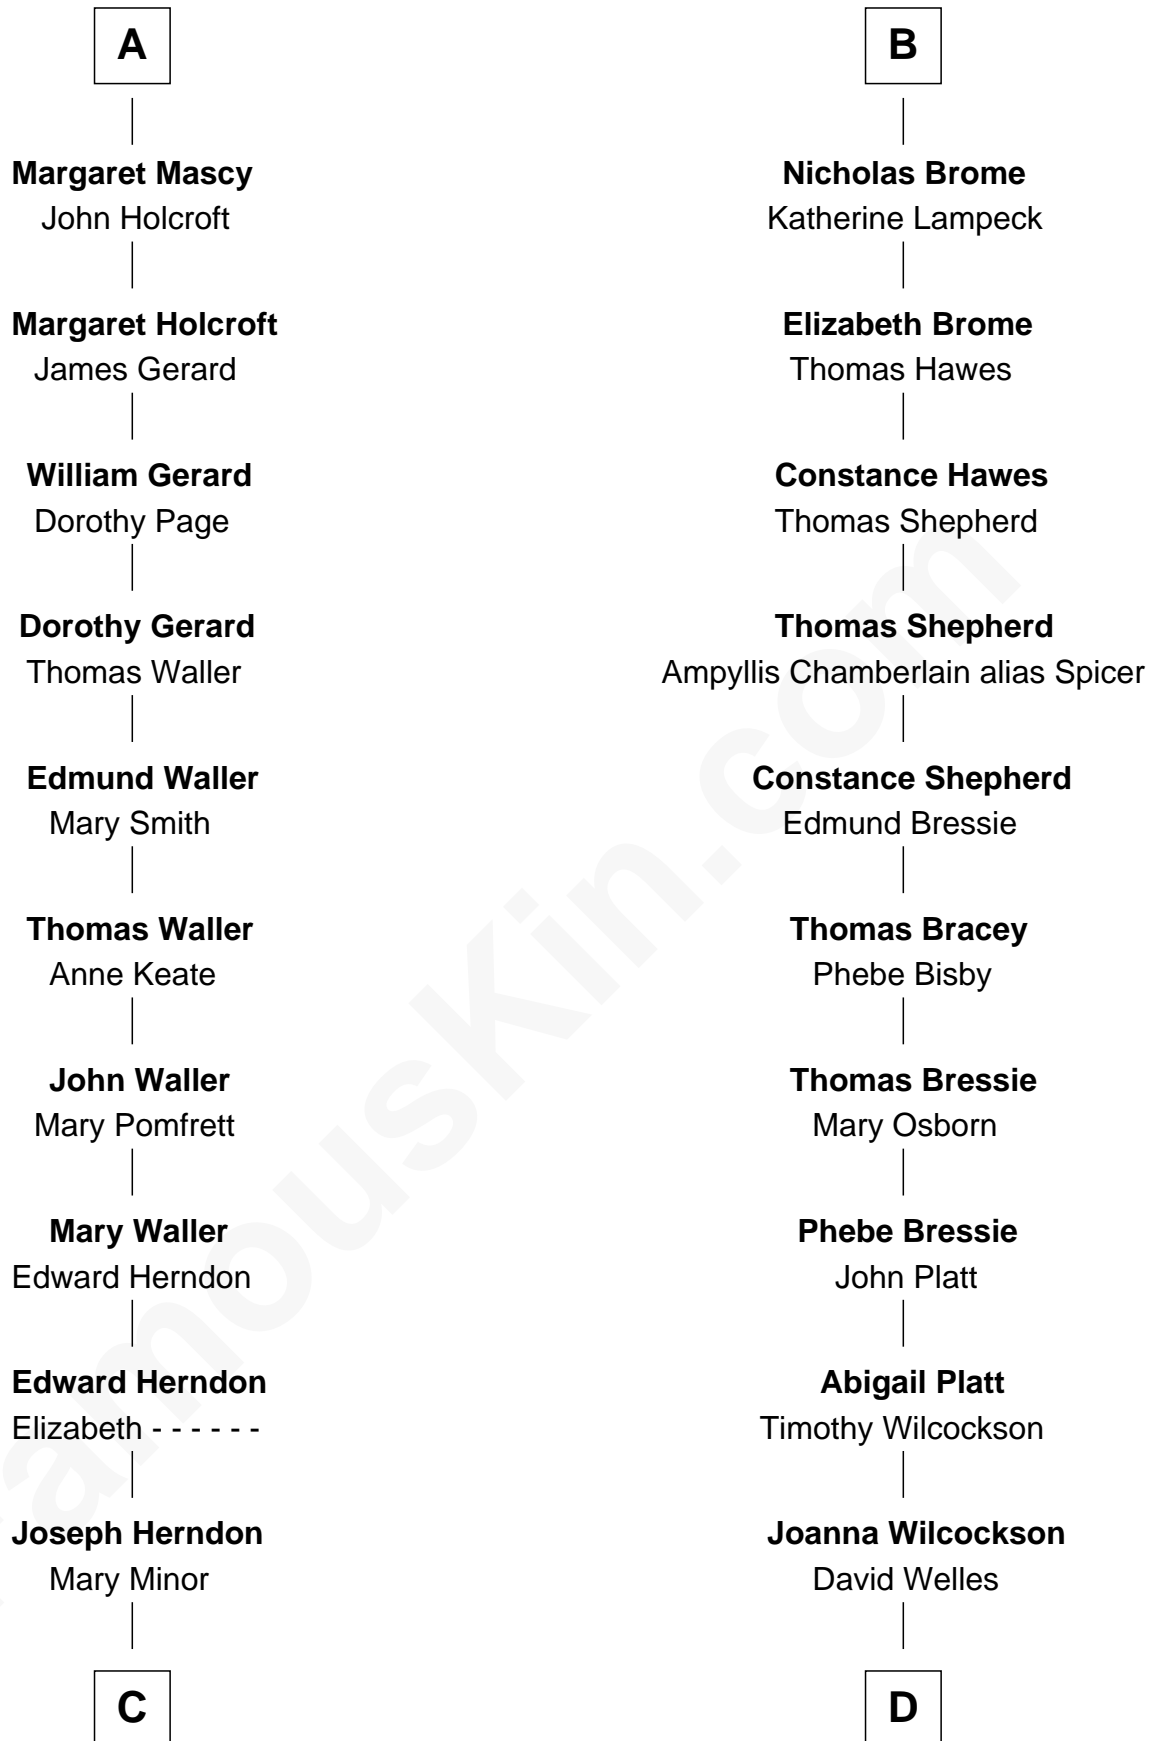 A
Margaret Mascy
John Holcroft
Margaret Holcroft
James Gerard
William Gerard
Dorothy Page
Dorothy Gerard
Thomas Waller
Edmund Waller
Mary Smith
Thomas Waller
Anne Keate
John Waller
Mary Pomfrett
Mary Waller
Edward Herndon
Edward Herndon
Elizabeth - - - - - -
Joseph Herndon
Mary Minor
C
B
Nicholas Brome
Katherine Lampeck
Elizabeth Brome
Thomas Hawes
Constance Hawes
Thomas Shepherd
Thomas Shepherd
Ampyllis Chamberlain alias Spicer
Constance Shepherd
Edmund Bressie
Thomas Bracey
Phebe Bisby
Thomas Bressie
Mary Osborn
Phebe Bressie
John Platt
Abigail Platt
Timothy Wilcockson
Joanna Wilcockson
David Welles
D
FamousKin.com